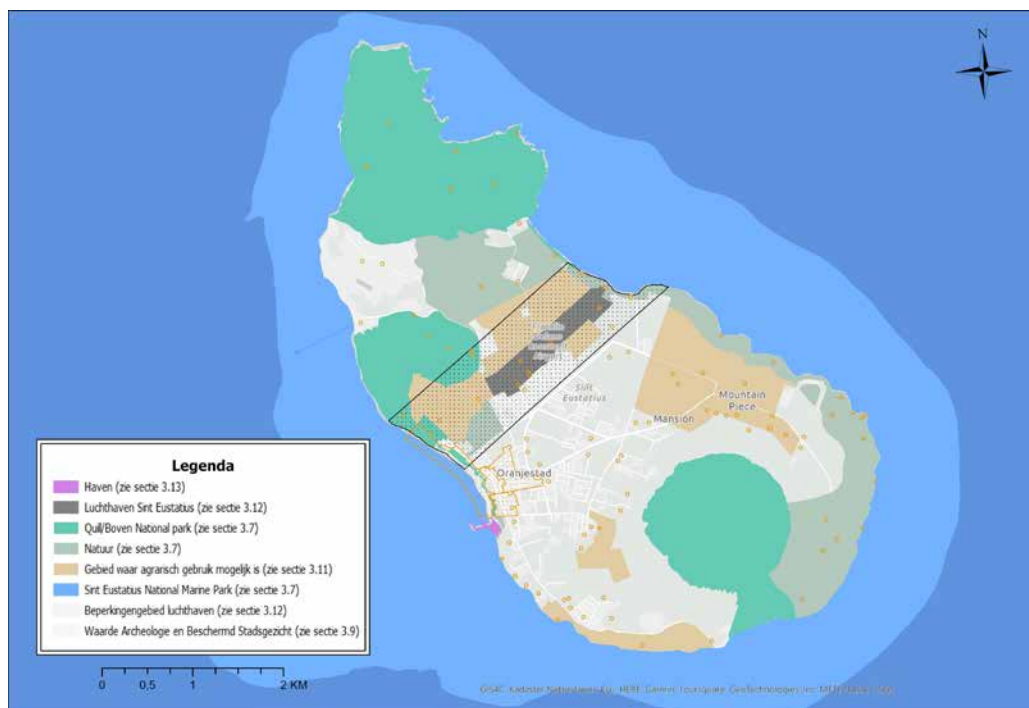 N
Sint
Eustatius
Mansion
Mountain
Piece
Oranjestad
Legenda
Haven (zie sectie 3.13)
Luchthaven Sint Eustatius (zie sectie 3.12)
Quil/Boven National park (zie sectie 3.7)
Natuur (zie sectie 3.7)
Gebied waar agrarisch gebruik mogelijk is (zie sectie 3.11)
Sint Eustatius National Marine Park (zie sectie 3.7)
Beperkingengebied luchthaven (zie sectie 3.12)
Waarde Archeologie en Beschermd Stadsgezicht (zie sectie 3.9)
0 0,5 1 2 KM